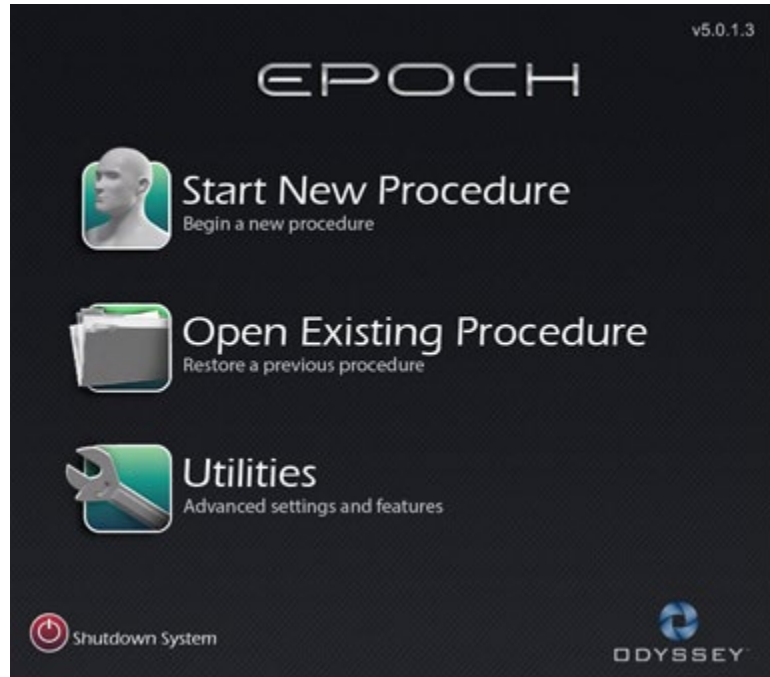 v5.0.1.3
EPOCH
Start New Procedure
Begin a new procedure
Open Existing Procedure
Restore a previous procedure
Utilities
Advanced settings and features
Shutdown System
ODYSSEY